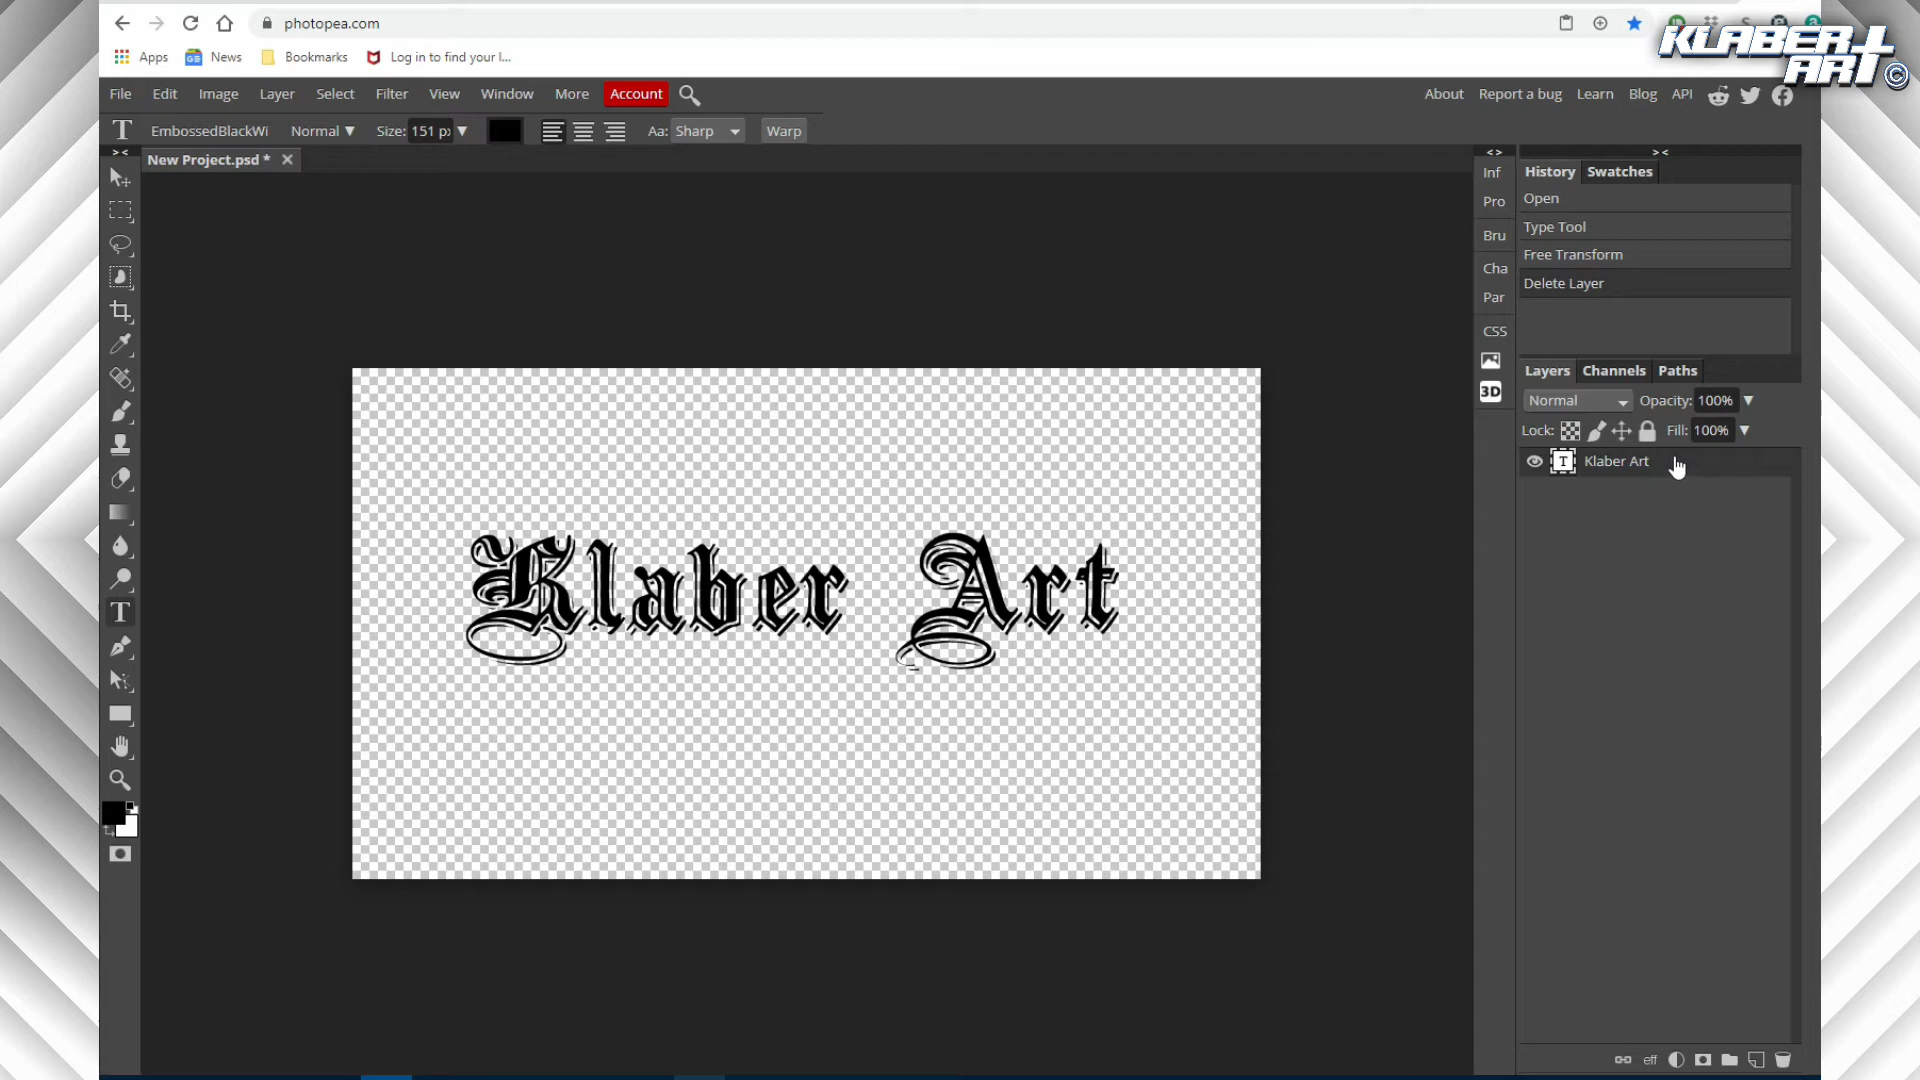 photopea.com
Apps News Bookmarks Log in to find your l...
KLABER ART ©
File Edit Image Layer Select Filter View Window More Account
About Report a bug Learn Blog API
T EmbossedBlackWi Normal Size: 151 px Aa: Sharp Warp
> <
New Project.psd * ✕
< >
> <
Inf
Pro
Bru
Cha
Par
CSS
3D
History Swatches
Open
Type Tool
Free Transform
Delete Layer
Layers Channels Paths
Normal Opacity: 100%
Lock: Fill: 100%
T Klaber Art
Klaber Art
T
eff